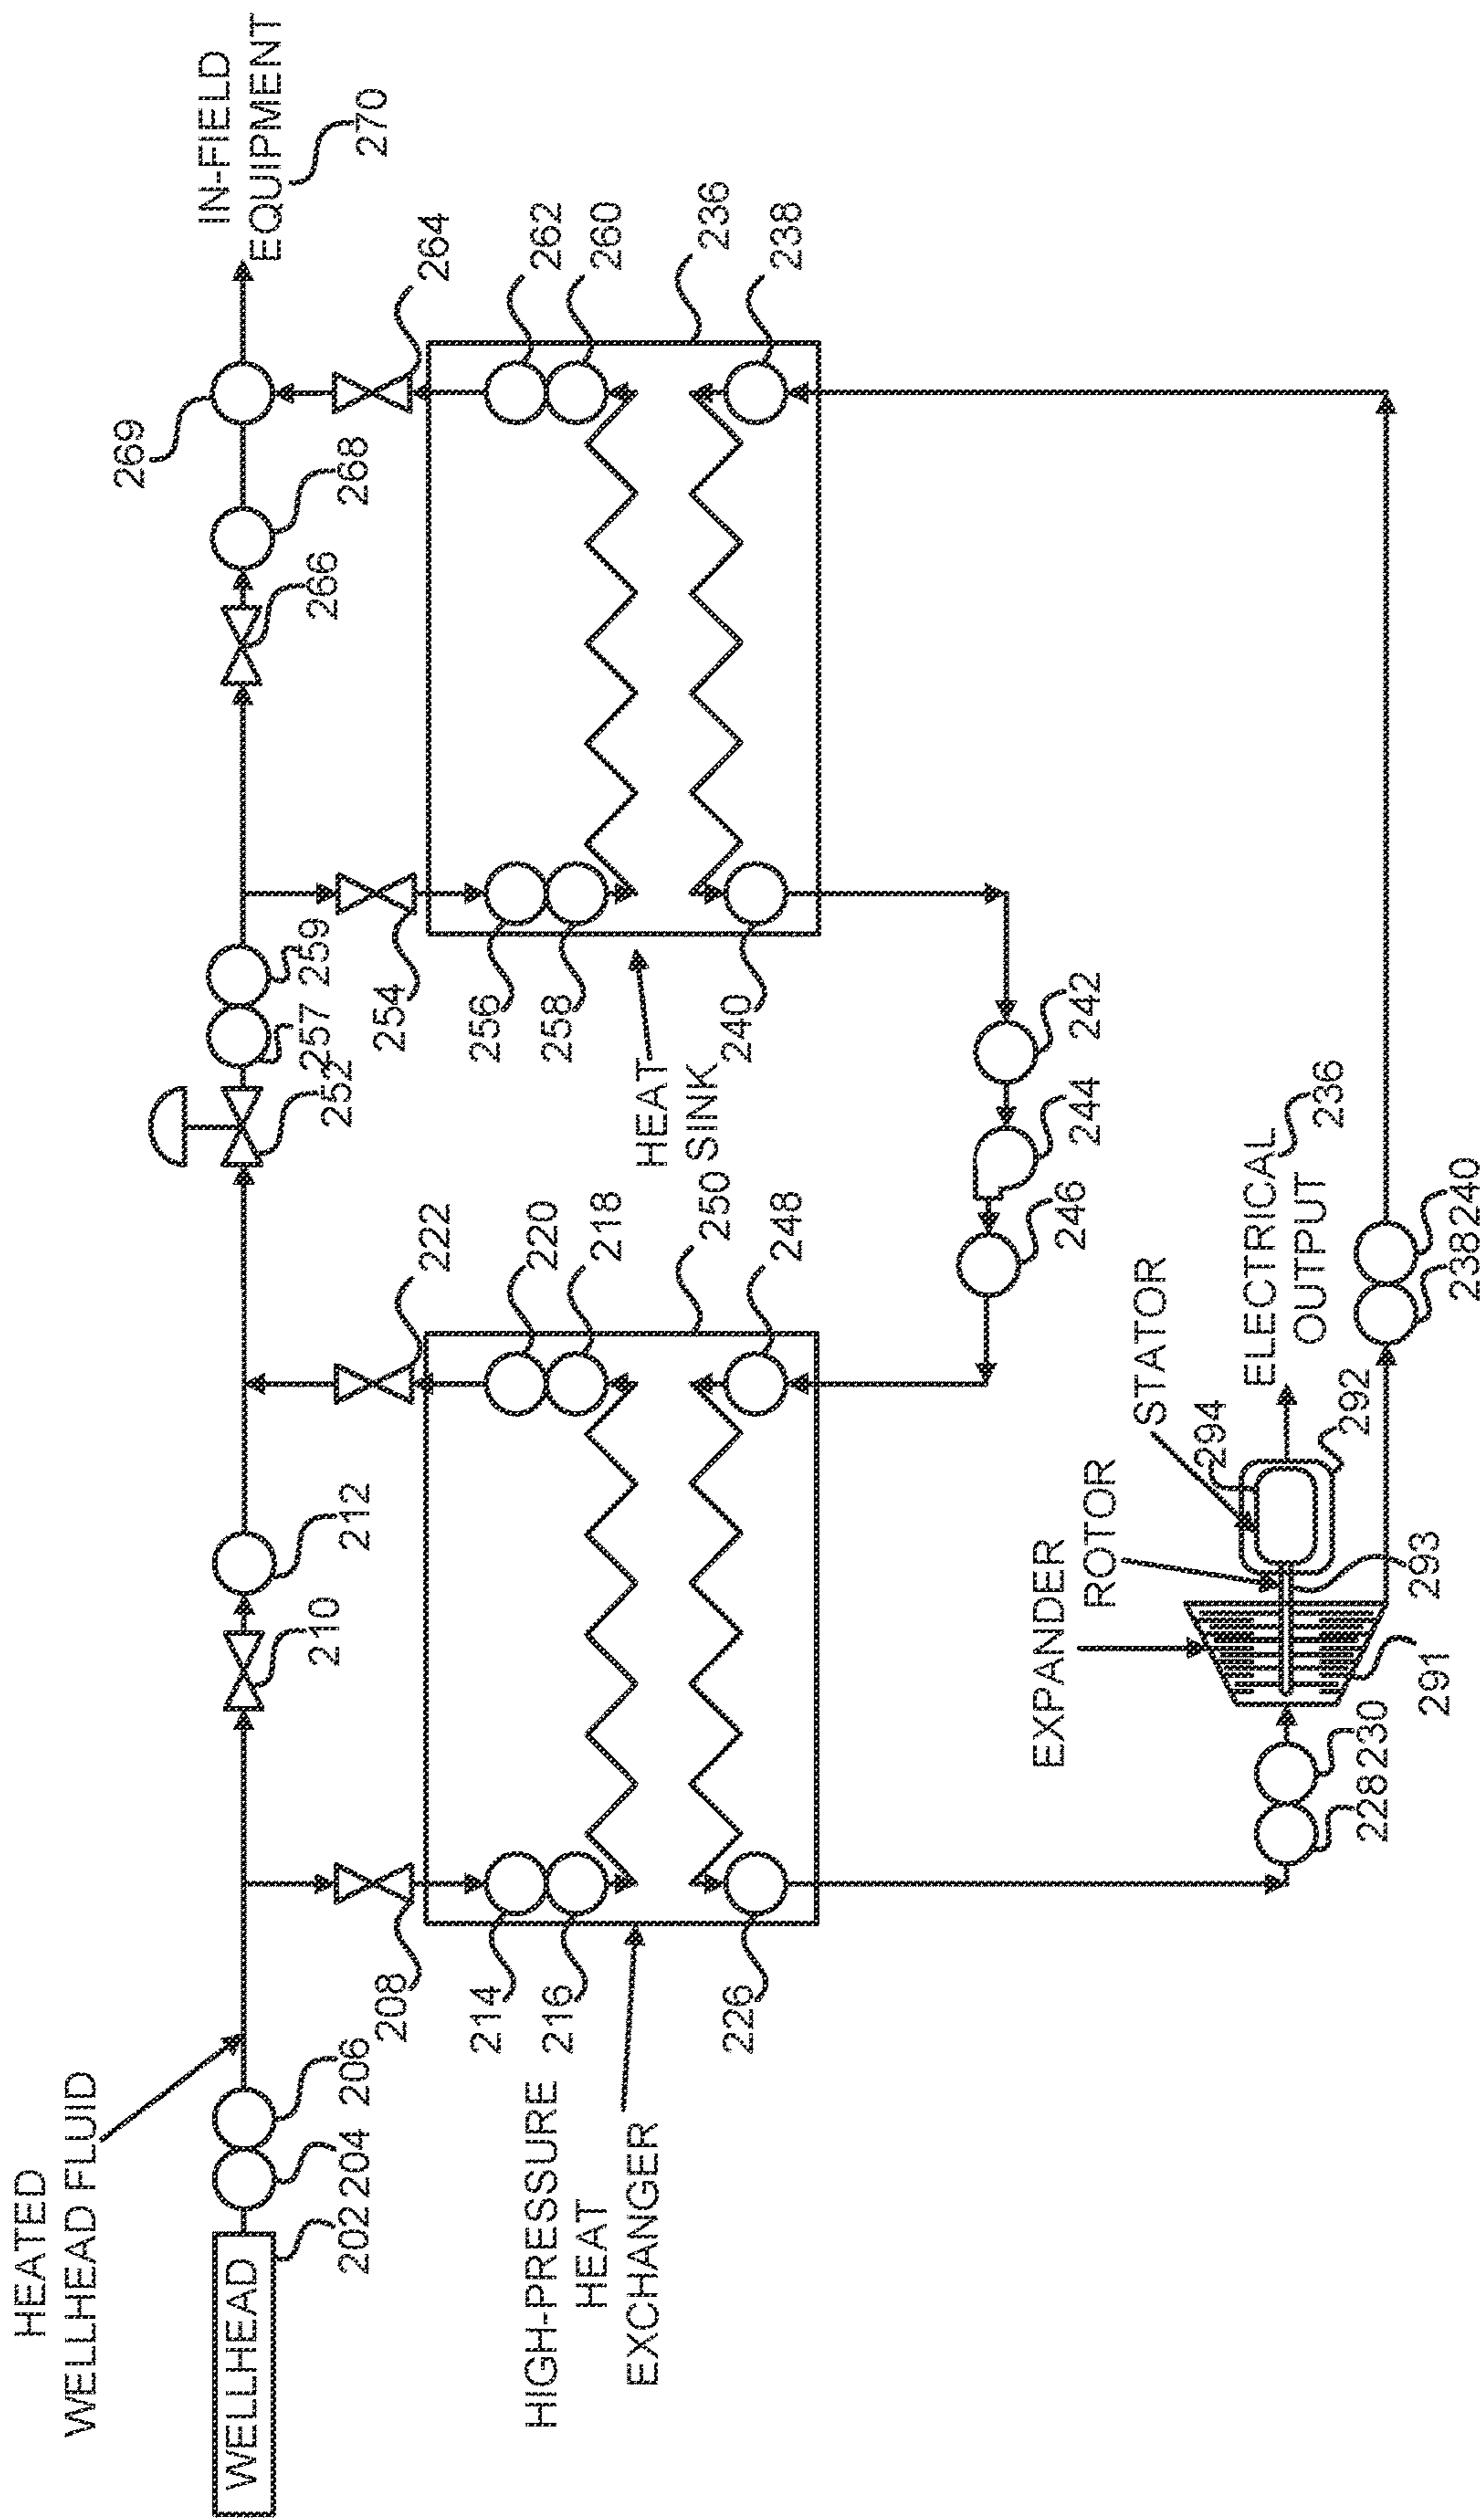 HEATED
WELLHEAD FLUID
WELLHEAD
202
204
206
208
210
212
222
252
257
259
254
266
268
269
264
IN-FIELD
EQUIPMENT
270
HIGH-PRESSURE
HEAT
EXCHANGER
214
216
226
220
218
250
248
HEAT
SINK
256
258
240
262
260
236
238
242
244
246
EXPANDER
ROTOR
STATOR
294
ELECTRICAL
OUTPUT
236
228
230
291
293
292
238
240